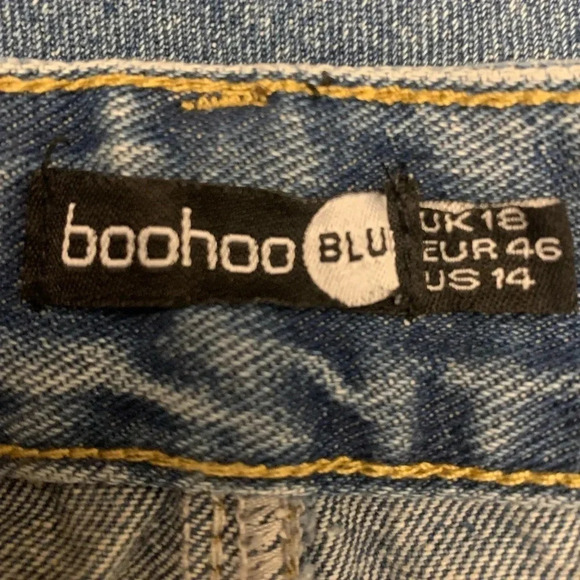 boohoo BLU
UK 18
EUR 46
US 14